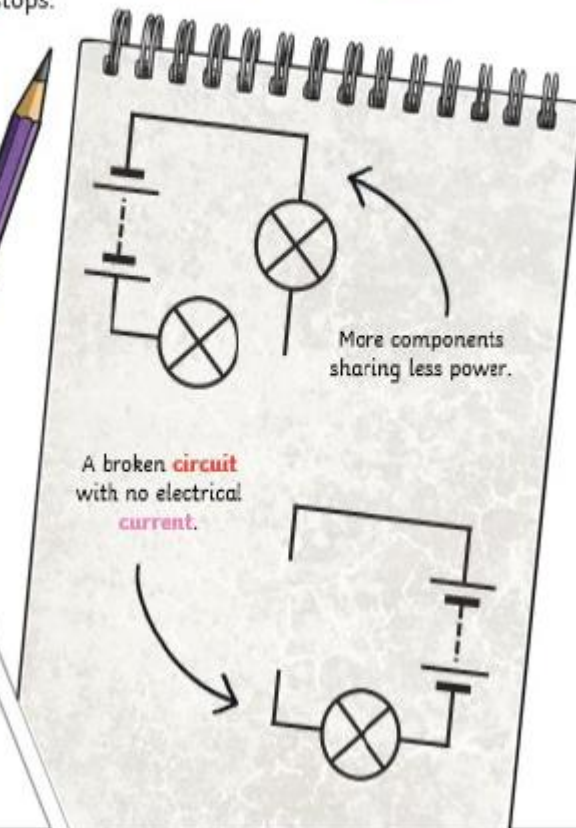 stops.
More components
sharing less power.
A broken circuit
with no electrical
current.